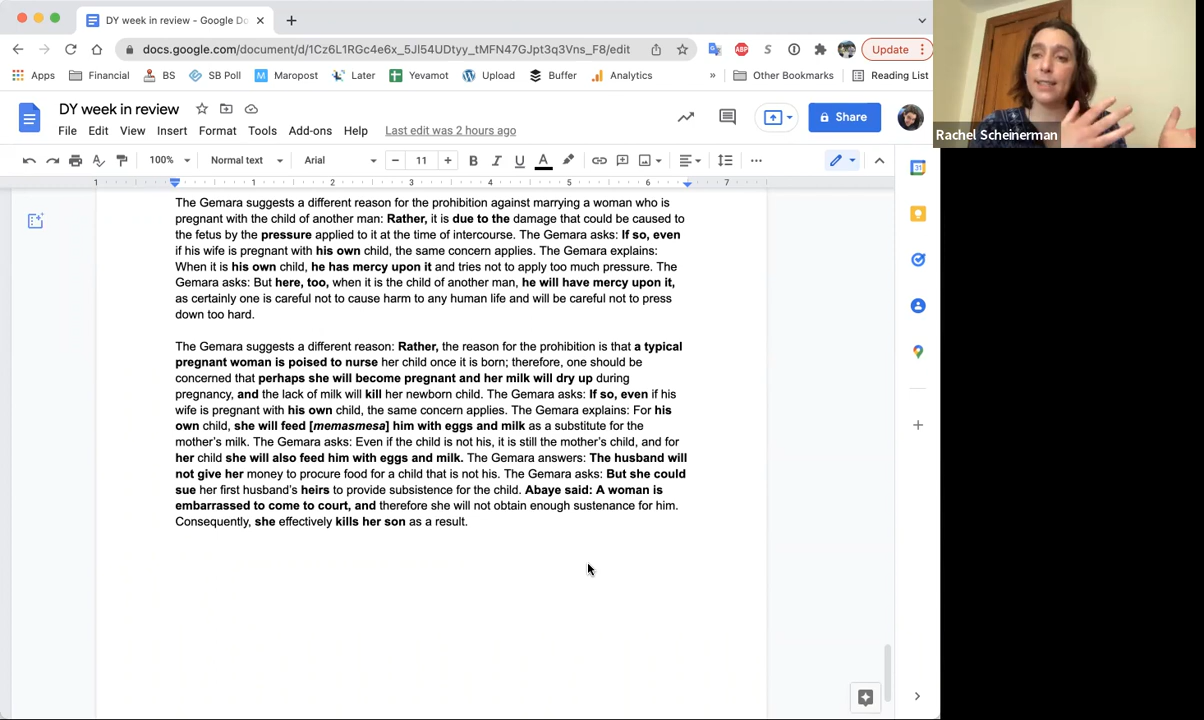 DY week in review - Google Do
docs.google.com/document/d/1Cz6L1RGc4e6x_5Jl54UDtyy_tMFN47GJpt3q3Vns_F8/edit
ABP
Update
Apps
Financial
BS
SB Poll
Maropost
Later
Yevamot
Upload
Buffer
Analytics
»
Other Bookmarks
Reading List
DY week in review
File Edit View Insert Format Tools Add-ons Help Last edit was 2 hours ago
Share
100% Normal text Arial 11 B I U A
1 1 2 3 4 5 6 7
The Gemara suggests a different reason for the prohibition against marrying a woman who is
pregnant with the child of another man: Rather, it is due to the damage that could be caused to
the fetus by the pressure applied to it at the time of intercourse. The Gemara asks: If so, even
if his wife is pregnant with his own child, the same concern applies. The Gemara explains:
When it is his own child, he has mercy upon it and tries not to apply too much pressure. The
Gemara asks: But here, too, when it is the child of another man, he will have mercy upon it,
as certainly one is careful not to cause harm to any human life and will be careful not to press
down too hard.
The Gemara suggests a different reason: Rather, the reason for the prohibition is that a typical
pregnant woman is poised to nurse her child once it is born; therefore, one should be
concerned that perhaps she will become pregnant and her milk will dry up during
pregnancy, and the lack of milk will kill her newborn child. The Gemara asks: If so, even if his
wife is pregnant with his own child, the same concern applies. The Gemara explains: For his
own child, she will feed [memasmesa] him with eggs and milk as a substitute for the
mother's milk. The Gemara asks: Even if the child is not his, it is still the mother's child, and for
her child she will also feed him with eggs and milk. The Gemara answers: The husband will
not give her money to procure food for a child that is not his. The Gemara asks: But she could
sue her first husband's heirs to provide subsistence for the child. Abaye said: A woman is
embarrassed to come to court, and therefore she will not obtain enough sustenance for him.
Consequently, she effectively kills her son as a result.
Rachel Scheinerman